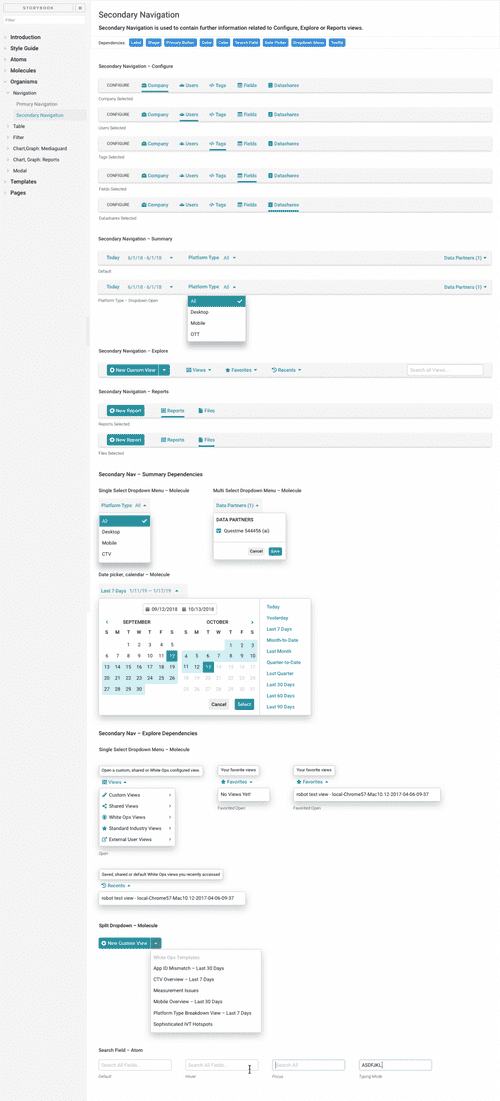 STORYBOOK
Filter
Introduction
Style Guide
Atoms
Molecules
Organisms
Navigation
Primary Navigation
Secondary Navigation
Table
Filter
Chart,Graph: Mediaguard
Chart, Graph: Reports
Modal
Templates
Pages
Secondary Navigation
Secondary Navigation is used to contain further information related to Configure, Explore or Reports views.
Dependencies: Label Shape Primary Button Color Color Search Field Date Picker Dropdown Menu Tooltip
Secondary Navigation – Configure
CONFIGURE Company Users Tags Fields Datashares
Company Selected
CONFIGURE Company Users Tags Fields Datashares
Users Selected
CONFIGURE Company Users Tags Fields Datashares
Tags Selected
CONFIGURE Company Users Tags Fields Datashares
Fields Selected
CONFIGURE Company Users Tags Fields Datashares
Datashares Selected
Secondary Navigation – Summary
Today 6/1/18 - 6/1/18 Platform Type All Data Partners (1)
Default
Today 6/1/18 - 6/1/18 Platform Type All Data Partners (1)
Platform Type - Dropdown Open
All
Desktop
Mobile
OTT
Secondary Navigation – Explore
New Custom View Views Favorites Recents Search all Views...
Secondary Navigation – Reports
New Report Reports Files
Reports Selected
New Report Reports Files
Files Selected
Secondary Nav – Summary Dependencies
Single Select Dropdown Menu – Molecule
Platform Type All
All
Desktop
Mobile
CTV
Multi Select Dropdown Menu – Molecule
Data Partners (1)
DATA PARTNERS
Questine 544456 (ai)
Cancel Save
Date picker, calendar – Molecule
Last 7 Days 1/11/19 – 1/17/19
09/12/2018 10/13/2018
SEPTEMBER OCTOBER
S M T W T F S S M T W T F S
1 2 3 4 5 1 2 3
6 7 8 9 10 11 12 4 5 6 7 8 9 10
13 14 15 16 17 18 19 11 12 13 14 15 16 17
20 21 22 23 24 25 26 18 19 20 21 22 23 24
27 28 29 30 25 26 27 28 29 30 31
Cancel Select
Today
Yesterday
Last 7 Days
Month-to-Date
Last Month
Quarter-to-Date
Last Quarter
Last 30 Days
Last 60 Days
Last 90 Days
Secondary Nav – Explore Dependencies
Single Select Dropdown Menu – Molecule
Open a custom, shared or White Ops configured view.
Views
Custom Views
Shared Views
White Ops Views
Standard Industry Views
External User Views
Open
Your favorite views
Favorites
No Views Yet!
Favorited Open
Your favorite views
Favorites
robot test view - local-Chrome57-Mac10.12-2017-04-06-09-37
Favorited Open
Saved, shared or default White Ops views you recently accessed
Recents
robot test view - local-Chrome57-Mac10.12-2017-04-06-09-37
Split Dropdown – Molecule
New Custom View
White Ops Templates
App ID Mismatch – Last 30 Days
CTV Overview – Last 7 Days
Measurement Issues
Mobile Overview – Last 30 Days
Platform Type Breakdown View – Last 7 Days
Sophisticated IVT Hotspots
Search Field – Atom
Search All Fields... Search All Fields... Search All ASDFJKL
Default Hover Focus Typing Mode